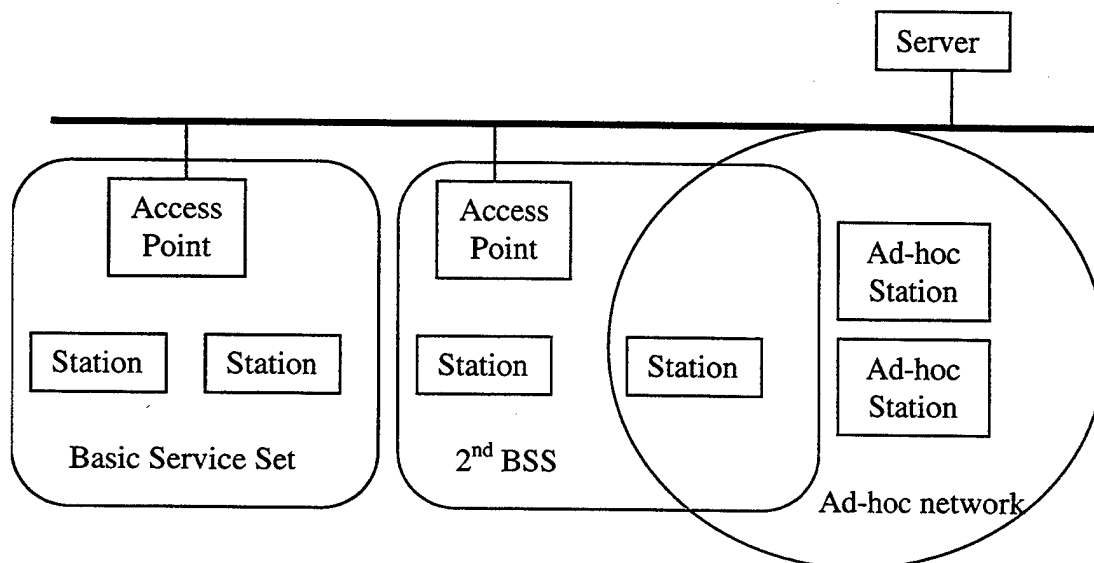 Server
Access
Point
Access
Point
Ad-hoc
Station
Station
Station
Station
Station
Ad-hoc
Station
Basic Service Set
2nd BSS
Ad-hoc network